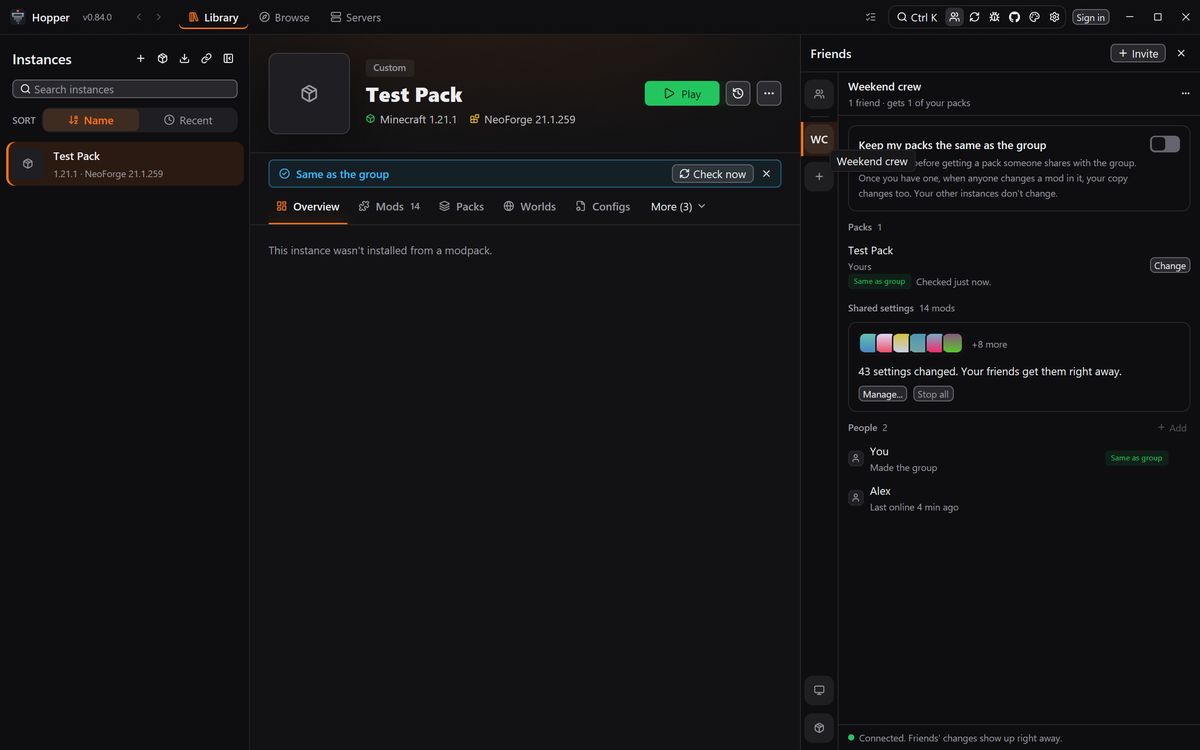 Hopper v0.84.0
Library
Browse
Servers
Ctrl K
Sign in
Instances
Search instances
SORT
Name
Recent
Test Pack
1.21.1 · NeoForge 21.1.259
Custom
Test Pack
Minecraft 1.21.1
NeoForge 21.1.259
Play
Same as the group
Check now
Overview
Mods 14
Packs
Worlds
Configs
More (3)
This instance wasn't installed from a modpack.
Friends
Invite
WC
Weekend crew
1 friend · gets 1 of your packs
Keep my packs the same as the group
Weekend crew
before getting a pack someone shares with the group.
Once you have one, when anyone changes a mod in it, your copy
changes too. Your other instances don't change.
Packs 1
Test Pack
Yours
Same as group
Checked just now.
Change
Shared settings 14 mods
+8 more
43 settings changed. Your friends get them right away.
Manage...
Stop all
People 2
Add
You
Made the group
Same as group
Alex
Last online 4 min ago
Connected. Friends' changes show up right away.